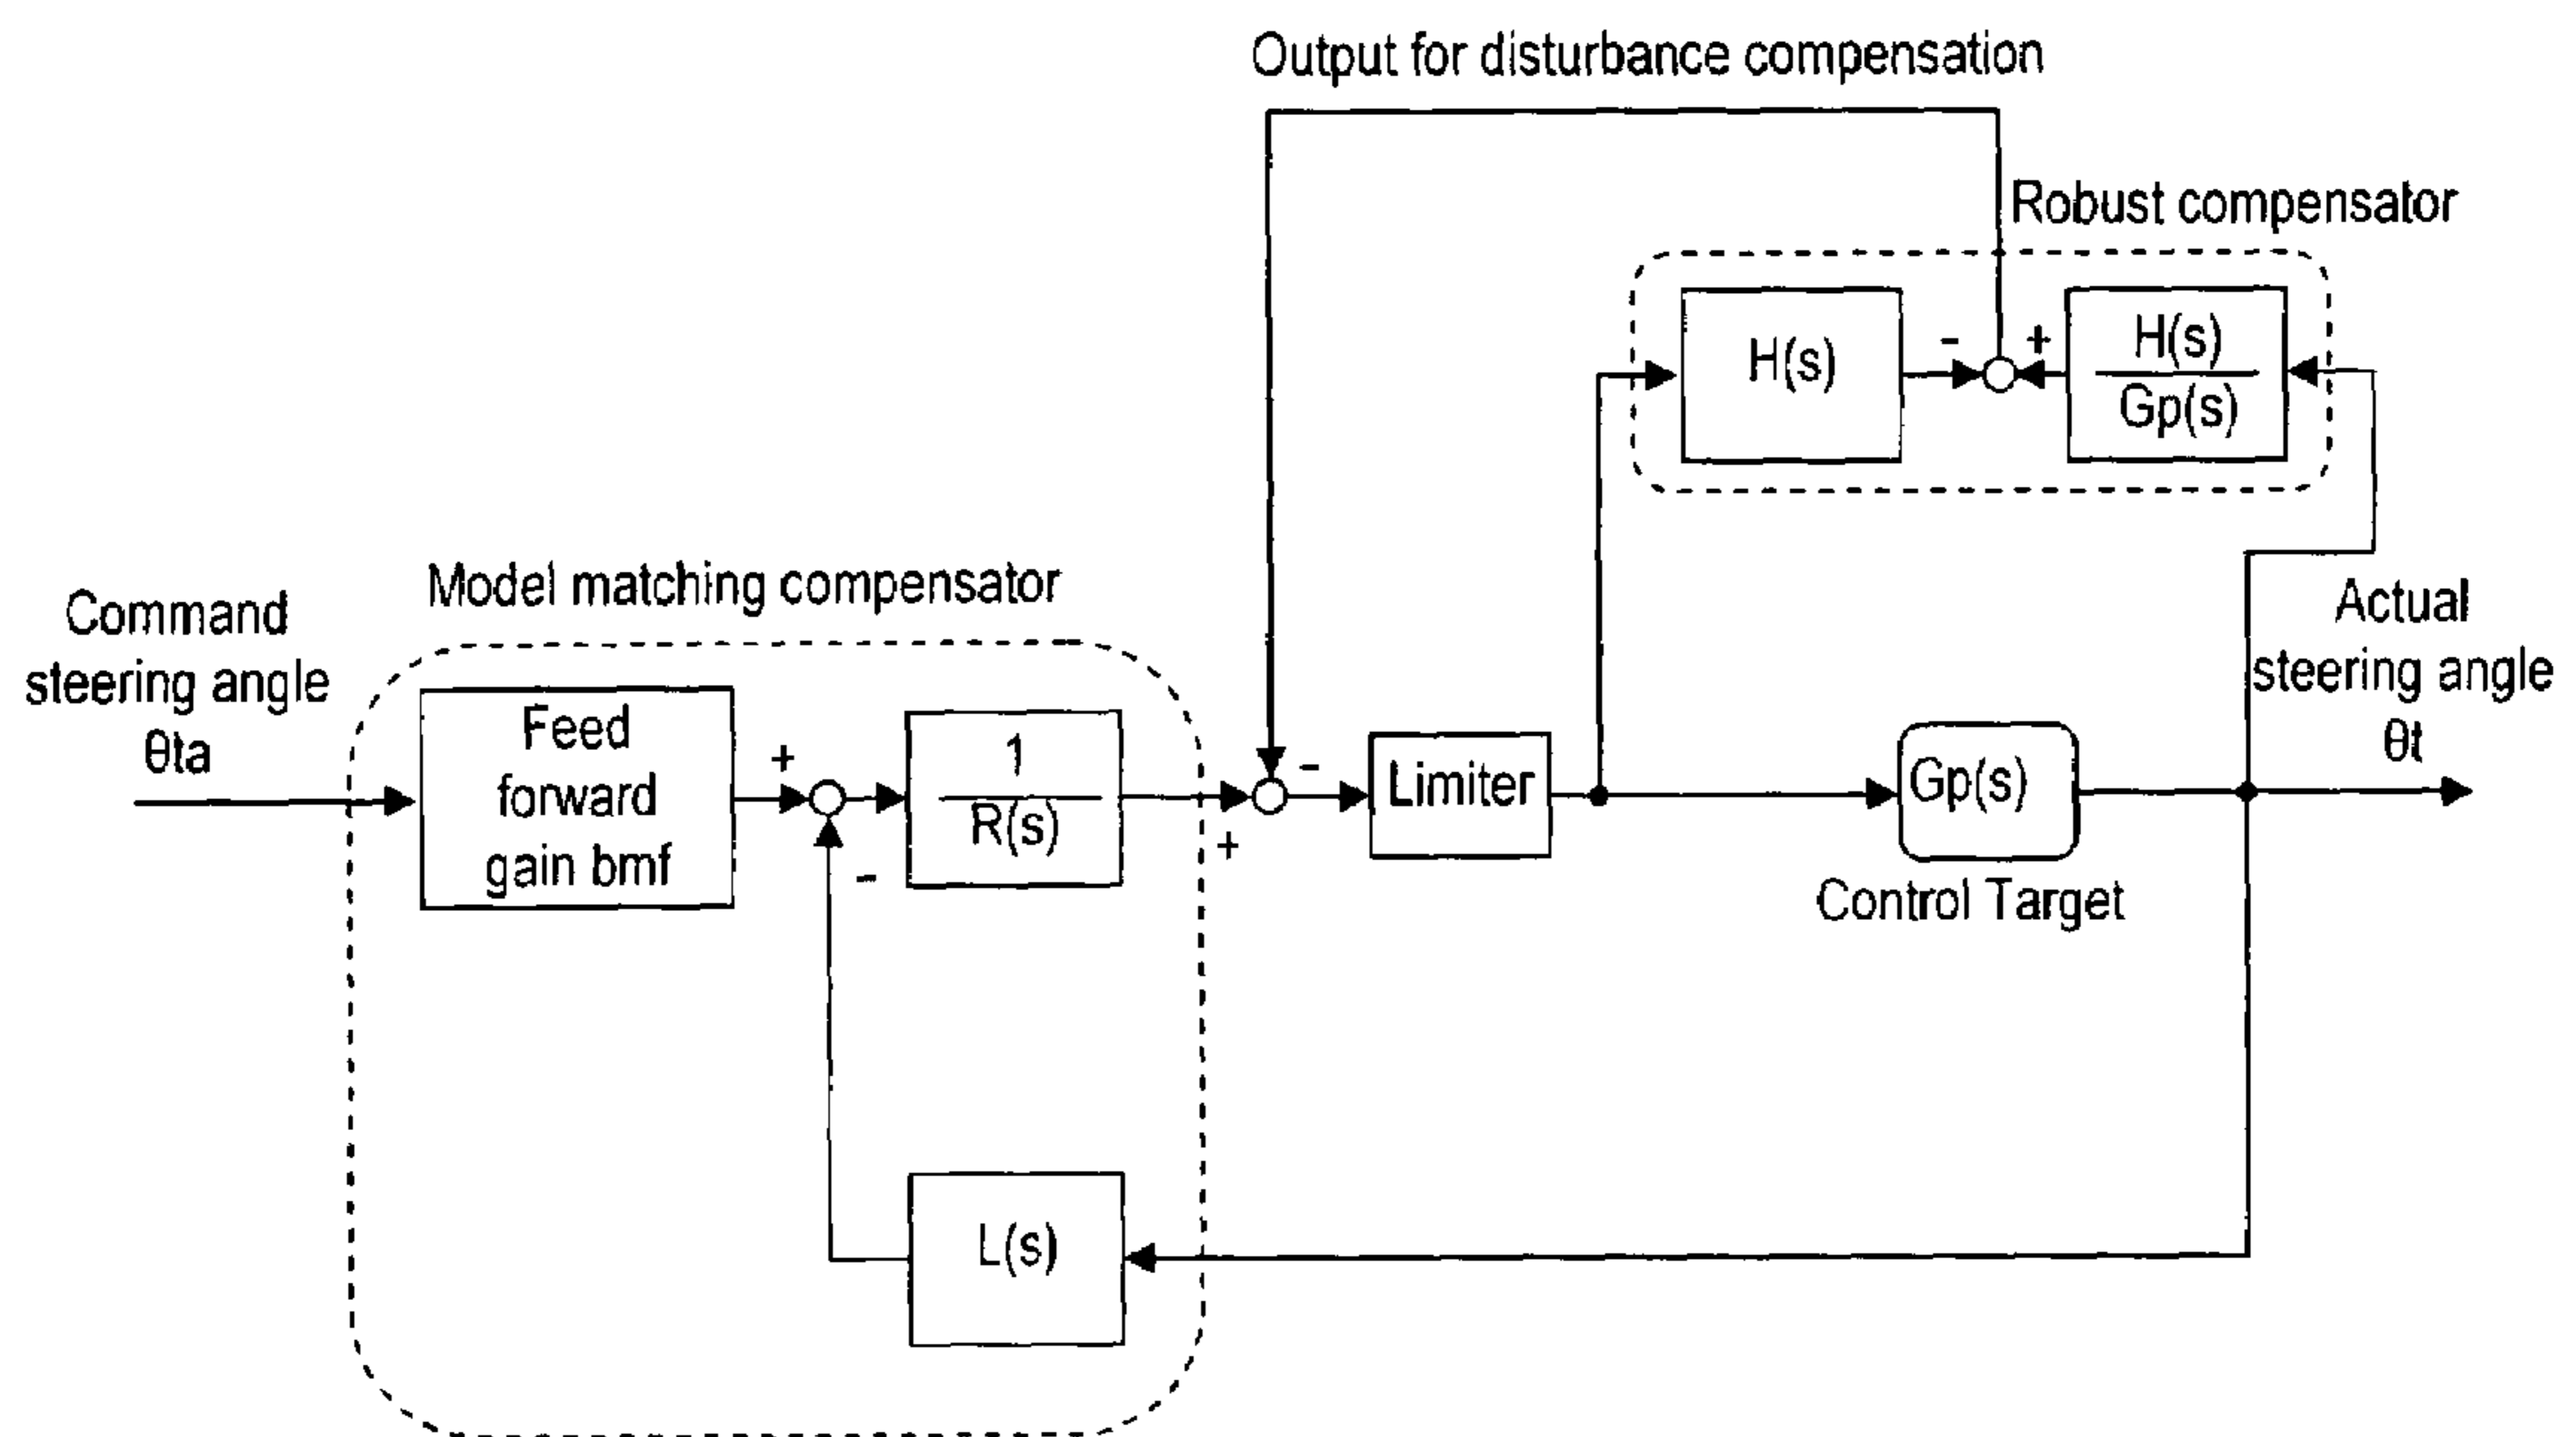 Output for disturbance compensation
Robust compensator
H(s)
-
+
H(s)
Gp(s)
Model matching compensator
Command
steering angle
θta
Feed
forward
gain bmf
+
-
1
R(s)
+
-
Limiter
Gp(s)
Control Target
Actual
steering angle
θt
L(s)